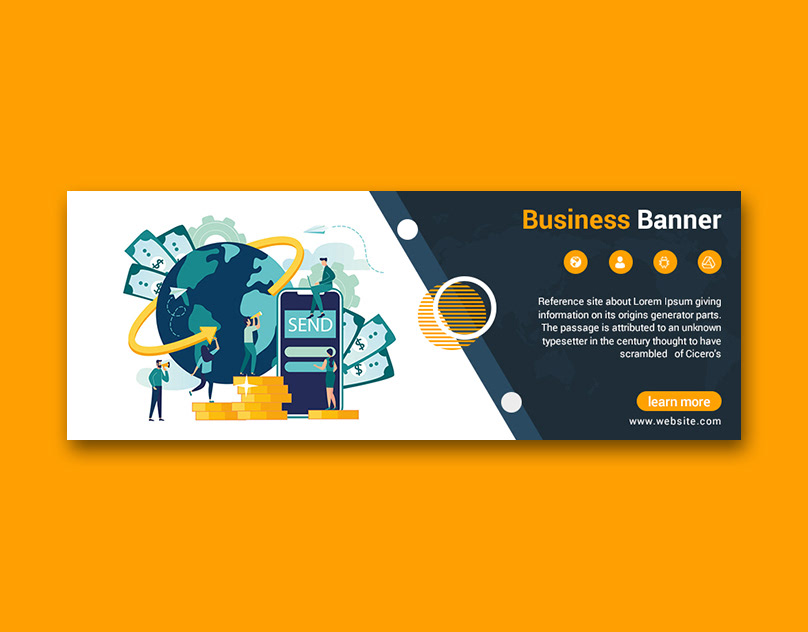 Business Banner
SEND
Reference site about Lorem Ipsum giving
information on its origins generator parts.
The passage is attributed to an unknown
typesetter in the century thought to have
scrambled of Cicero's
learn more
www.website.com